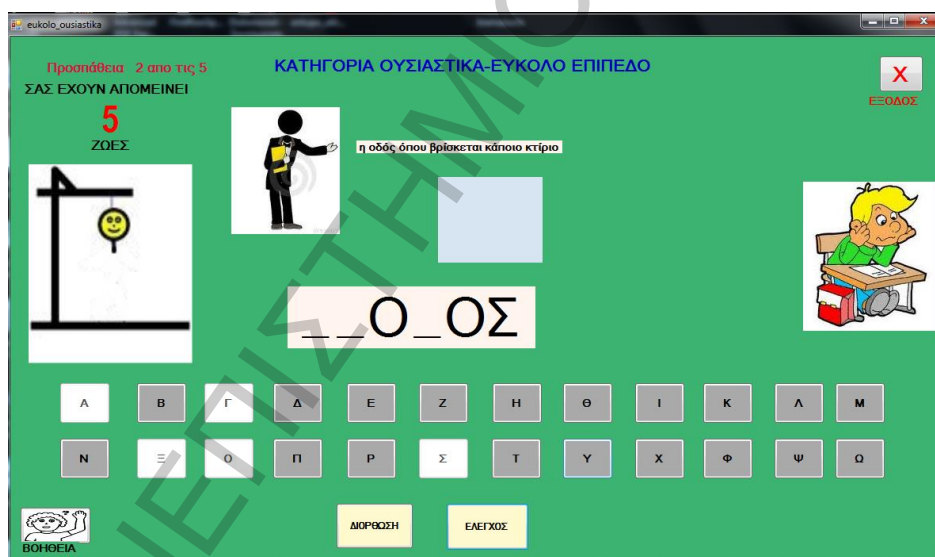 eukolo_ousiastika
Προσπάθεια 2 απο τις 5
ΚΑΤΗΓΟΡΙΑ ΟΥΣΙΑΣΤΙΚΑ-ΕΥΚΟΛΟ ΕΠΙΠΕΔΟ
X
ΣΑΣ ΕΧΟΥΝ ΑΠΟΜΕΙΝΕΙ
ΕΞΟΔΟΣ
5
ΖΩΕΣ
η οδός όπου βρίσκεται κάποιο κτίριο
_ _Ο_ΟΣ
Α Β Γ Δ Ε Ζ Η Θ Ι Κ Λ Μ
Ν Ξ Ο Π Ρ Σ Τ Υ Χ Φ Ψ Ω
ΔΙΟΡΘΩΣΗ ΕΛΕΓΧΟΣ
ΒΟΗΘΕΙΑ